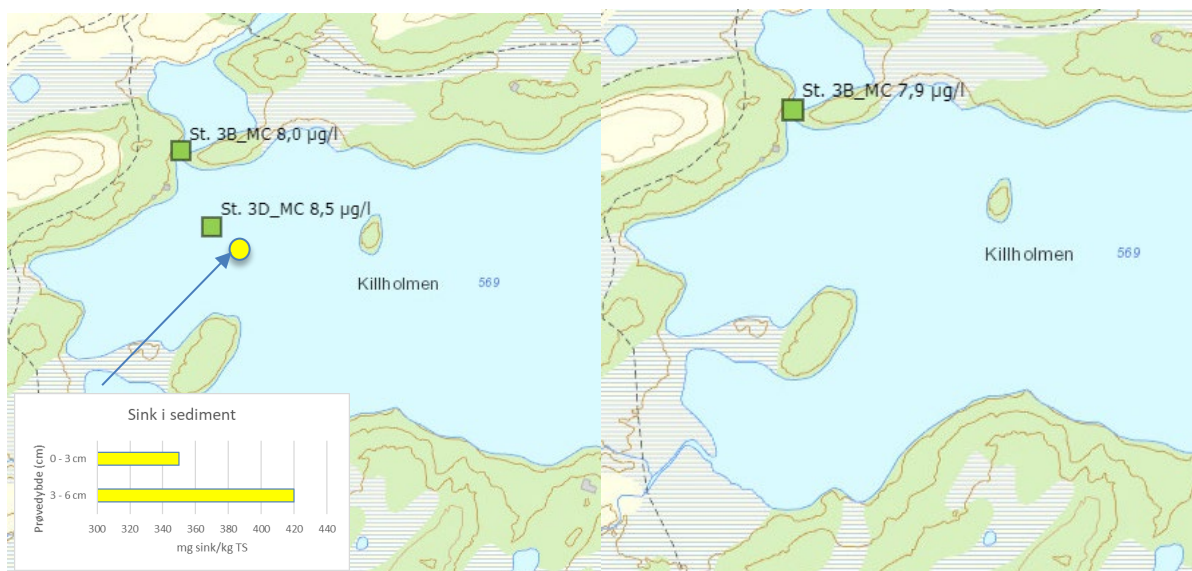 St. 3B_MC 8,0 µg/l
St. 3D_MC 8,5 µg/l
Killholmen
569
Sink i sediment
Prøvedybde (cm)
0 - 3 cm
3 - 6 cm
300 320 340 360 380 400 420 440
mg sink/kg TS
St. 3B_MC 7,9 µg/l
Killholmen
569